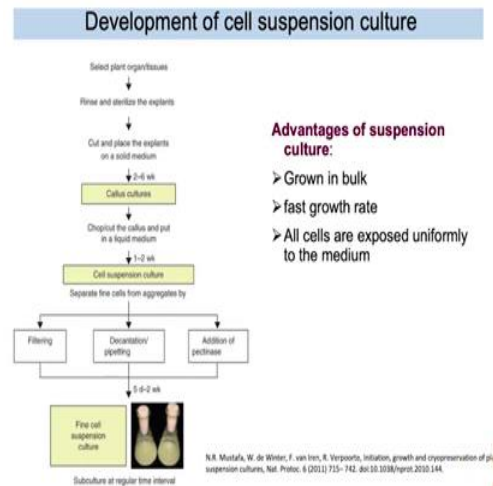 Development of cell suspension culture
Select plant organ/tissues
Rinse and sterilize the explants
Cut and place the explants
on a solid medium
2–6 wk
Callus cultures
Chop/cut the callus and put
in a liquid medium
1–2 wk
Cell suspension culture
Separate fine cells from aggregates by
Filtering
Decantation/
pipetting
Addition of
pectinase
5 d–2 wk
Fine cell
suspension
culture
Subculture at regular time interval
Advantages of suspension
culture:
➢Grown in bulk
➢fast growth rate
➢All cells are exposed uniformly
to the medium
N.R. Mustafa, W. de Winter, F. van Iren, R. Verpoorte, Initiation, growth and cryopreservation of pl
suspension cultures, Nat. Protoc. 6 (2011) 715– 742. doi:10.1038/nprot.2010.144.